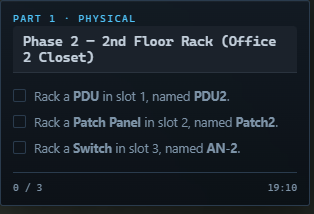 PART 1 · PHYSICAL
Phase 2 – 2nd Floor Rack (Office
2 Closet)
Rack a PDU in slot 1, named PDU2.
Rack a Patch Panel in slot 2, named Patch2.
Rack a Switch in slot 3, named AN-2.
0 / 3
19:10